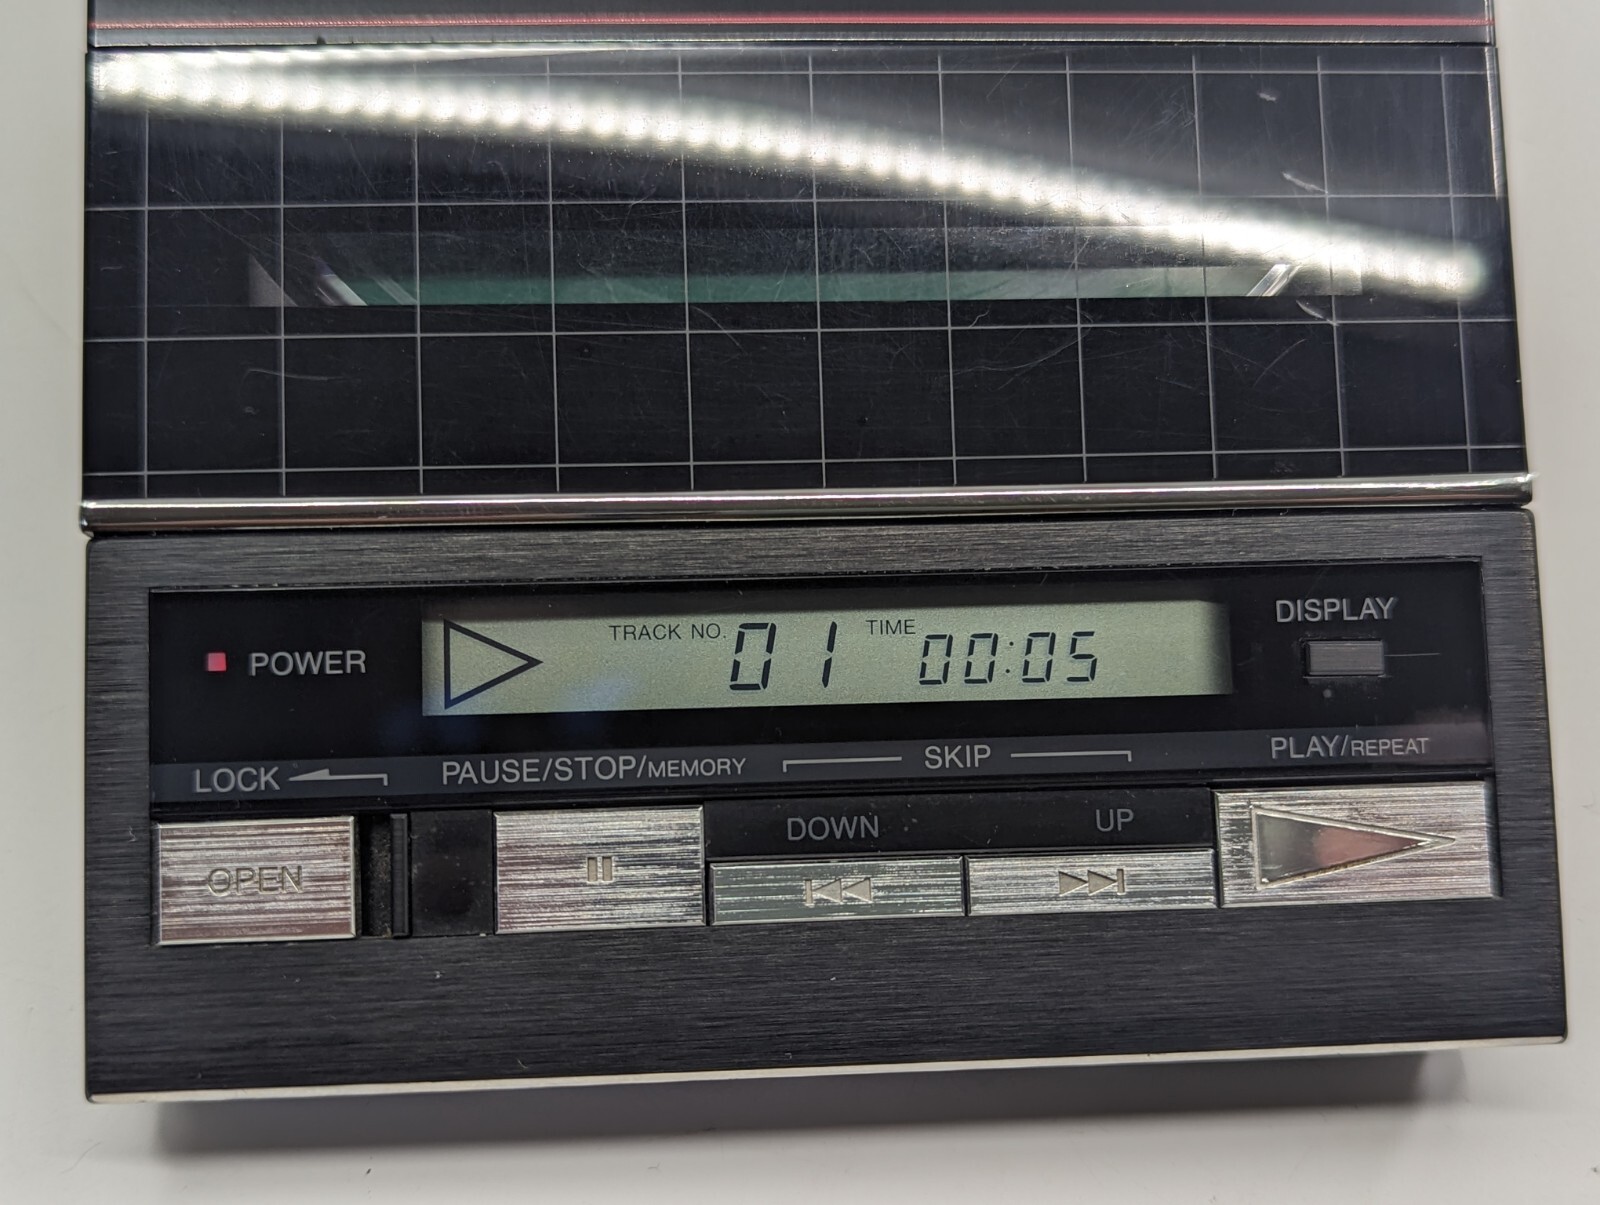 DISPLAY
POWER
TRACK NO. 01 TIME 00:05
LOCK
PAUSE/STOP/MEMORY
SKIP
PLAY/REPEAT
DOWN
UP
OPEN